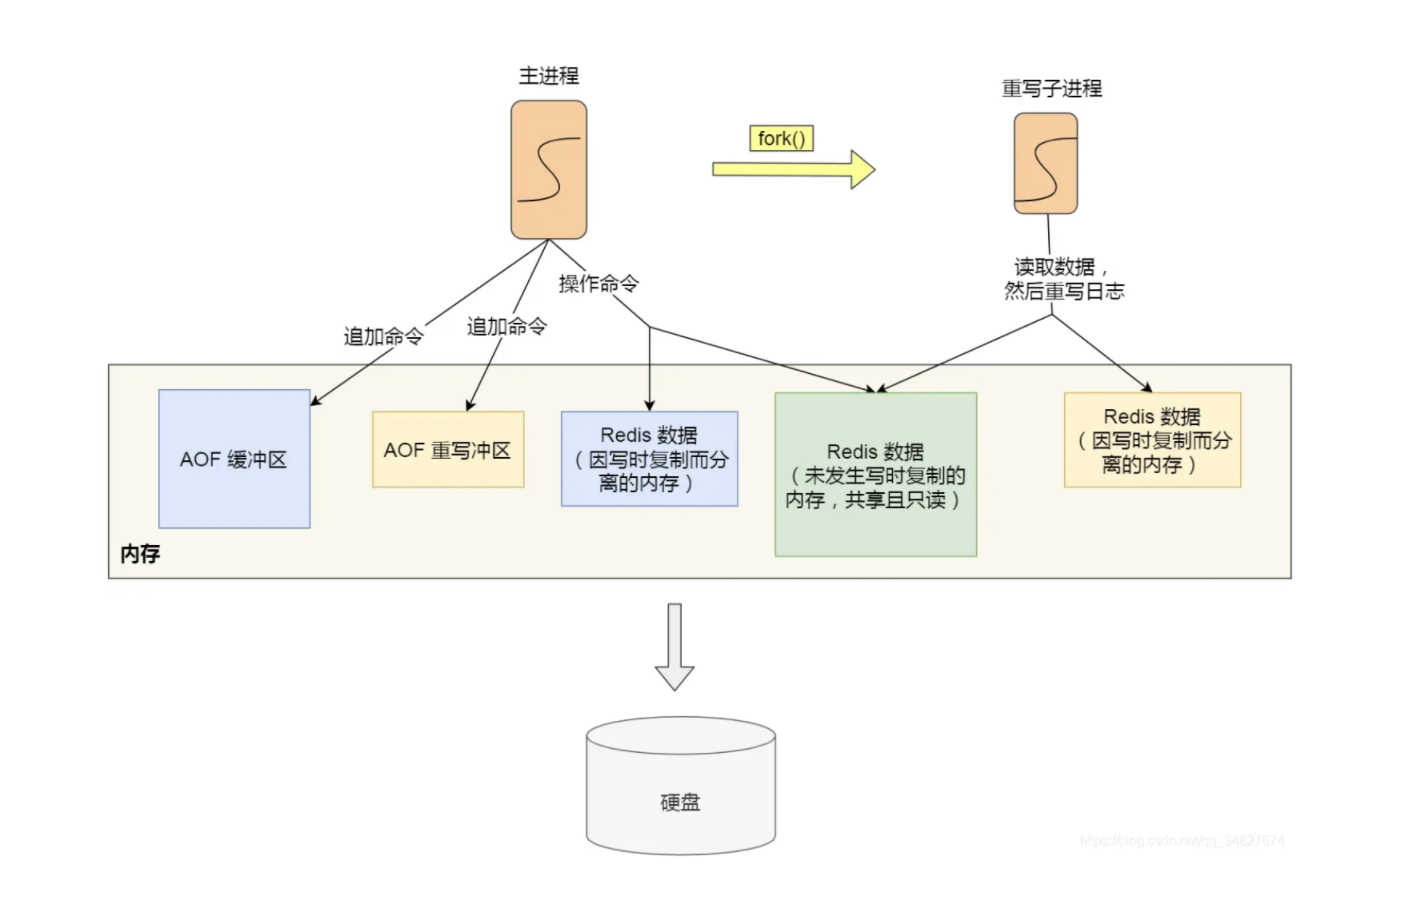 主进程
重写子进程
fork()
操作命令
读取数据，
然后重写日志
追加命令
追加命令
AOF 缓冲区
AOF 重写冲区
Redis 数据
（因写时复制而分
离的内存）
Redis 数据
（未发生写时复制的
内存，共享且只读）
Redis 数据
（因写时复制而分
离的内存）
内存
硬盘
https://blog.csdn.net/qq_34827674